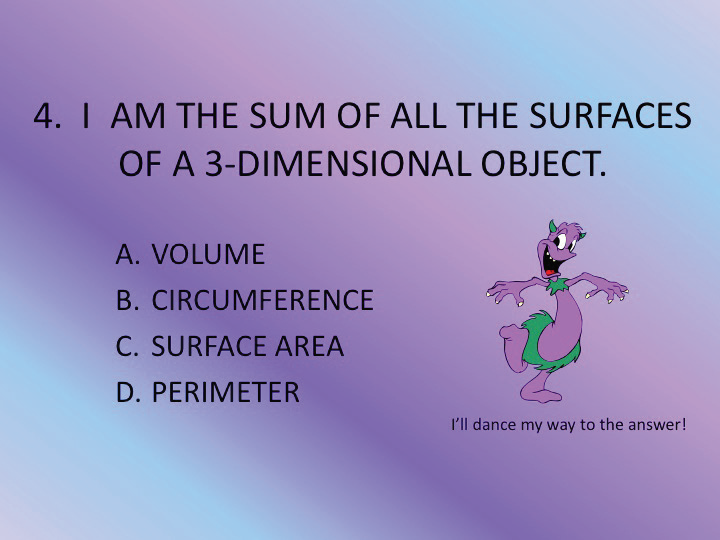 4. I AM THE SUM OF ALL THE SURFACES
OF A 3-DIMENSIONAL OBJECT.
A. VOLUME
B. CIRCUMFERENCE
C. SURFACE AREA
D. PERIMETER
I'll dance my way to the answer!